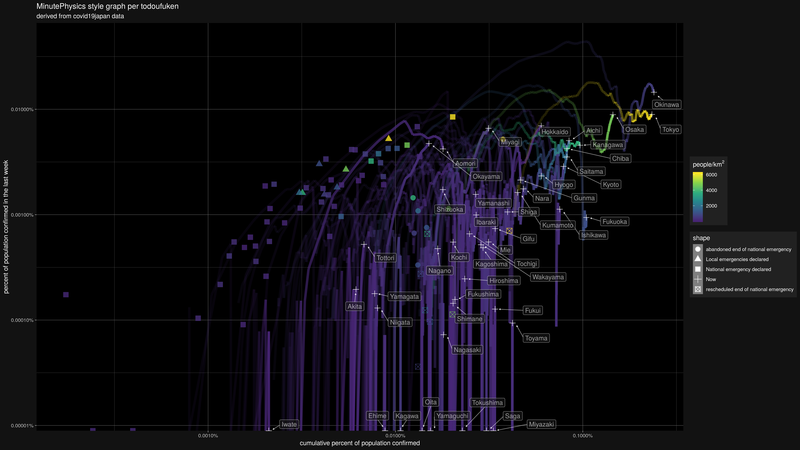 MinutePhysics style graph per todoufuken
derived from covid19japan data
percent of population confirmed in the last week
0.01000%
0.00100%
0.00010%
0.00001%
Okinawa
Tokyo
Osaka
Aichi
Hokkaido
Miyagi
Kanagawa
Chiba
Aomori
Okayama
Saitama
Kyoto
Hyogo
Gunma
Nara
Yamanashi
Shizuoka
Shiga
Ibaraki
Kumamoto
Fukuoka
Ishikawa
Gifu
Mie
Tottori
Kochi
Tochigi
Kagoshima
Nagano
Wakayama
Hiroshima
Akita
Yamagata
Fukushima
Fukui
Niigata
Shimane
Toyama
Nagasaki
Oita
Tokushima
Ehime
Kagawa
Yamaguchi
Saga
Iwate
Miyazaki
0.0010%
0.0100%
0.1000%
cumulative percent of population confirmed
people/km²
6000
4000
2000
shape
abandoned end of national emergency
Local emergencies declared
National emergency declared
Now
rescheduled end of national emergency